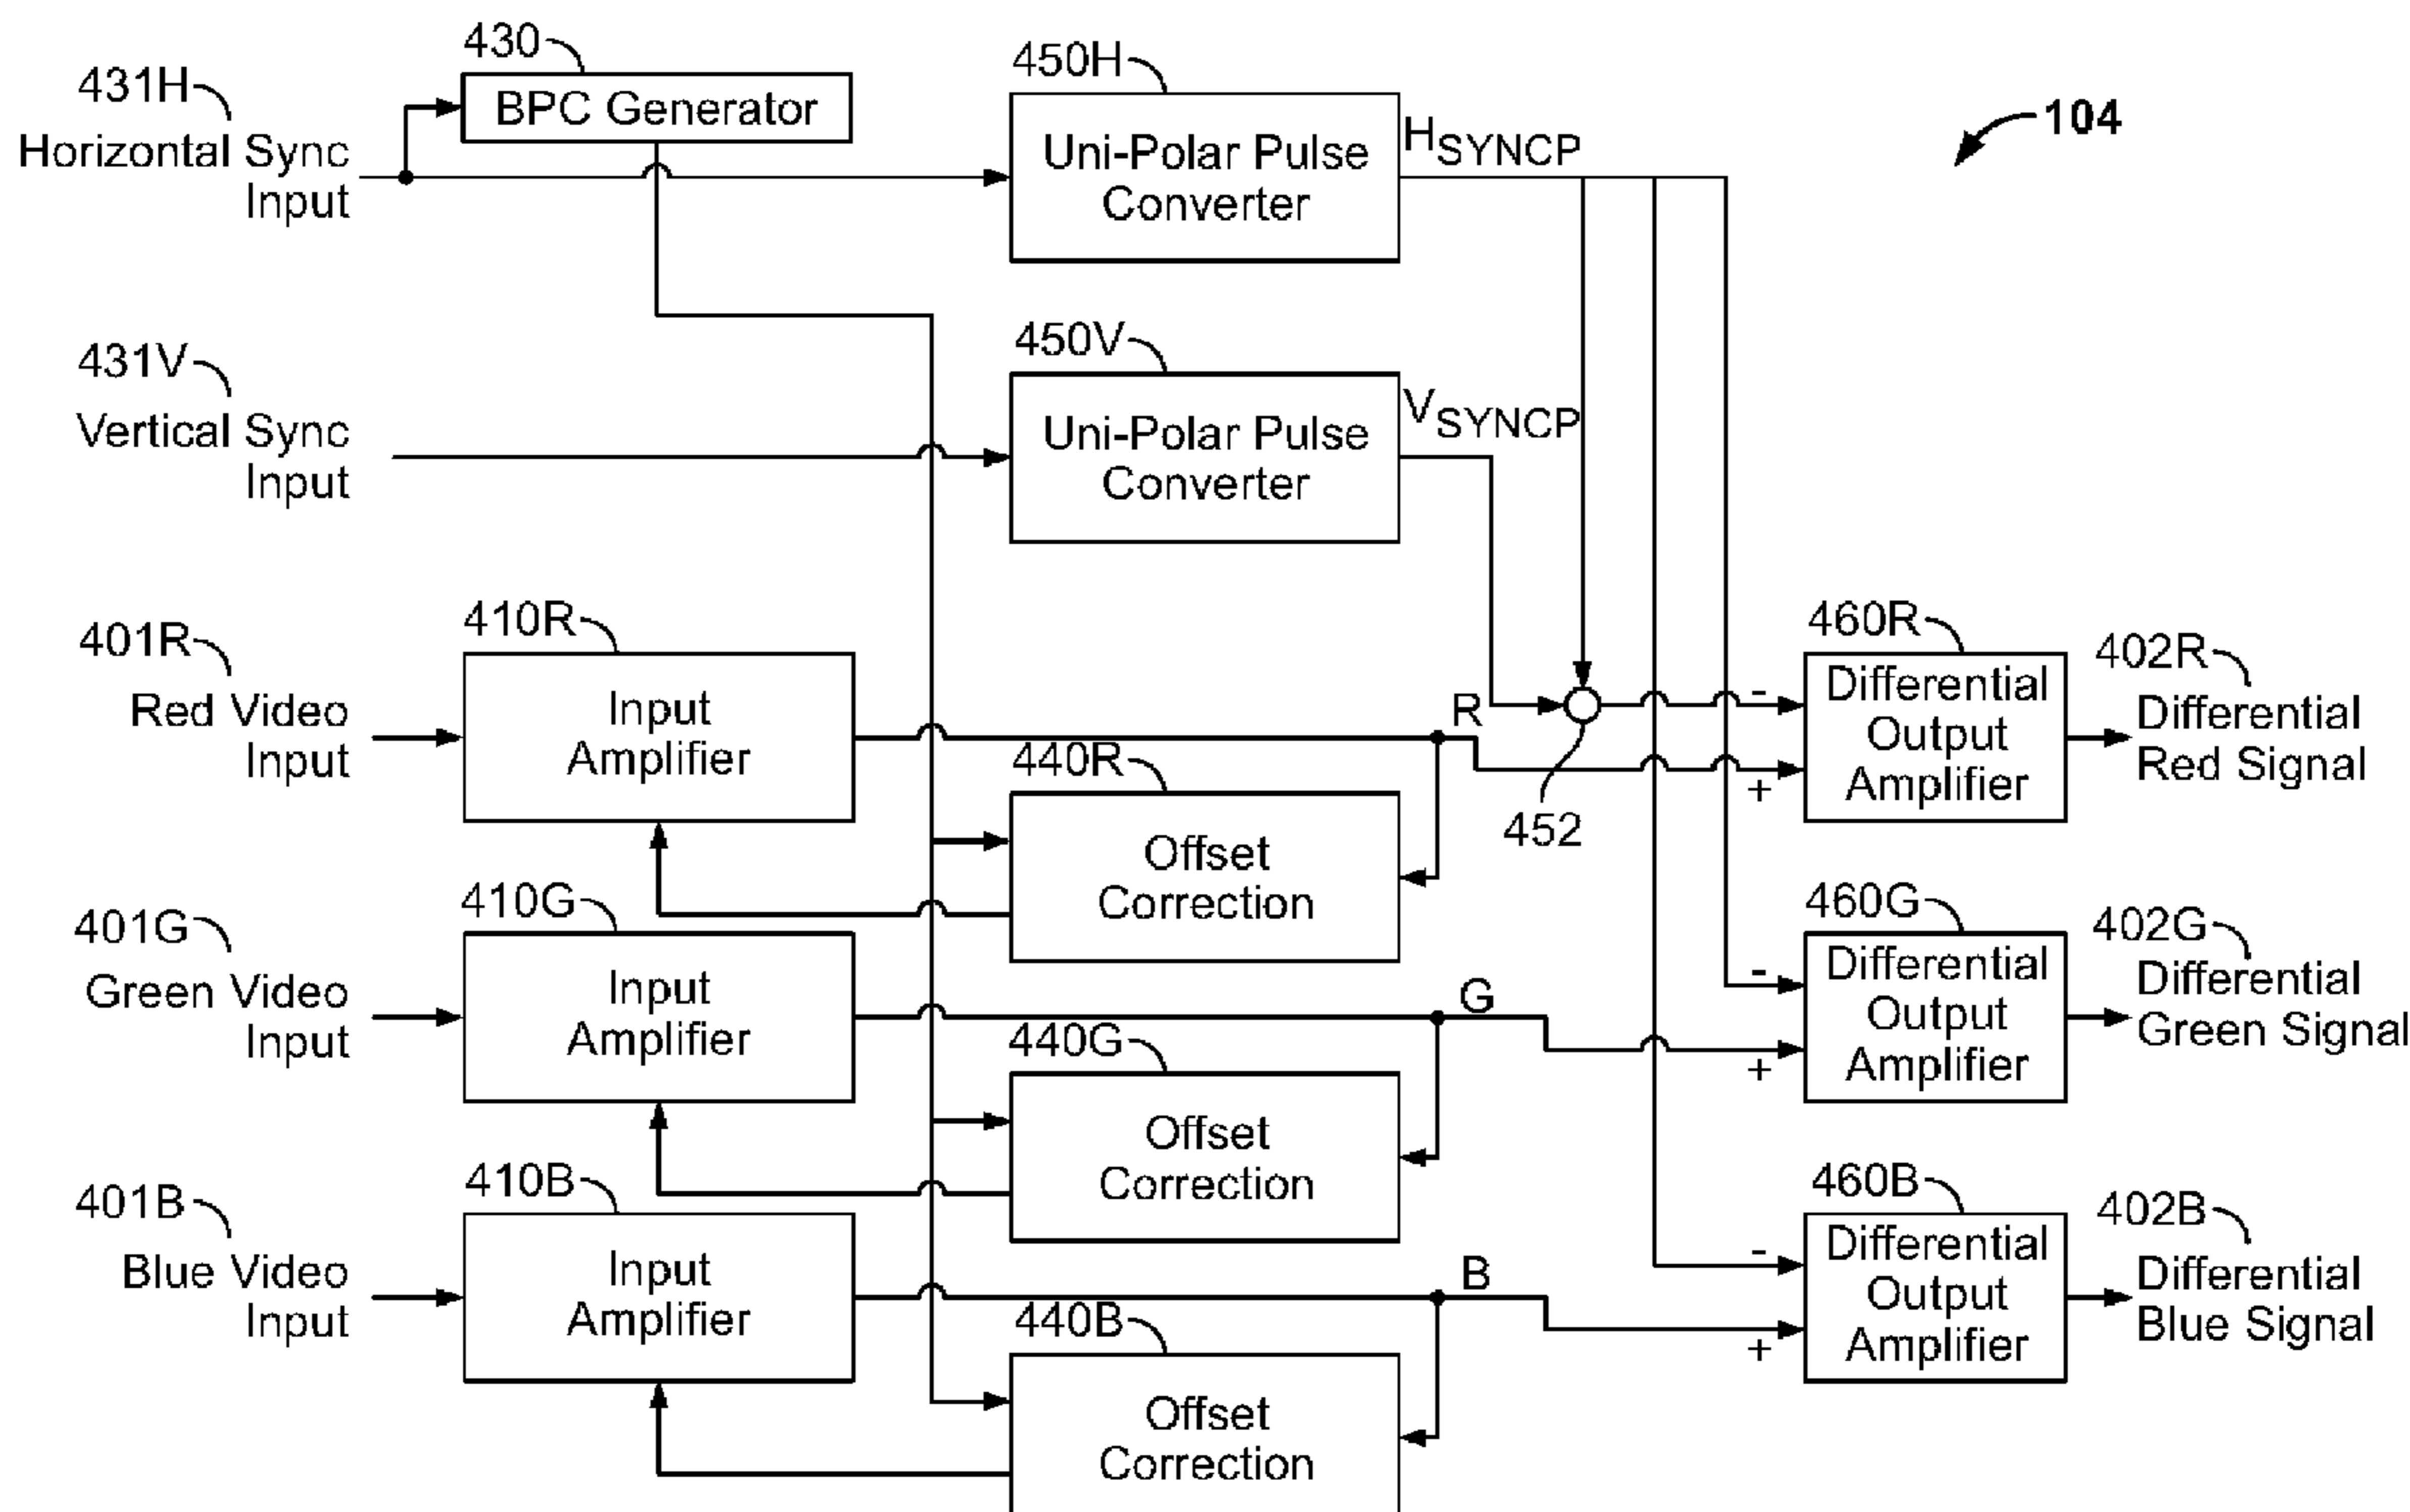 430
431H
Horizontal Sync
Input
BPC Generator
450H
Uni-Polar Pulse
Converter
HSYNCP
104
431V
Vertical Sync
Input
450V
Uni-Polar Pulse
Converter
VSYNCP
401R
Red Video
Input
410R
Input
Amplifier
R
440R
Offset
Correction
452
-
+
460R
Differential
Output
Amplifier
402R
Differential
Red Signal
401G
Green Video
Input
410G
Input
Amplifier
G
440G
Offset
Correction
-
+
460G
Differential
Output
Amplifier
402G
Differential
Green Signal
401B
Blue Video
Input
410B
Input
Amplifier
B
440B
Offset
Correction
-
+
460B
Differential
Output
Amplifier
402B
Differential
Blue Signal